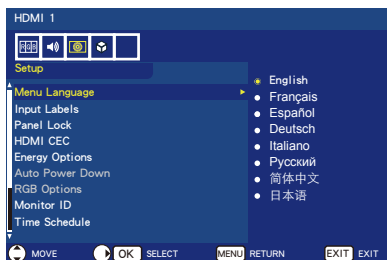 HDMI 1
RGB
Setup
Menu Language
Input Labels
Panel Lock
HDMI CEC
Energy Options
Auto Power Down
RGB Options
Monitor ID
Time Schedule
English
Français
Español
Deutsch
Italiano
Русский
简体中文
日本语
MOVE OK SELECT MENU RETURN EXIT EXIT